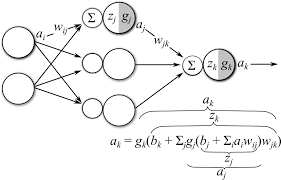 a_i w_ij Σ z_j g_j a_j
w_jk
Σ z_k g_k a_k
a_k
z_k
a_k = g_k(b_k + Σ_j g_j(b_j + Σ_i a_i w_ij)w_jk)
z_j
a_j